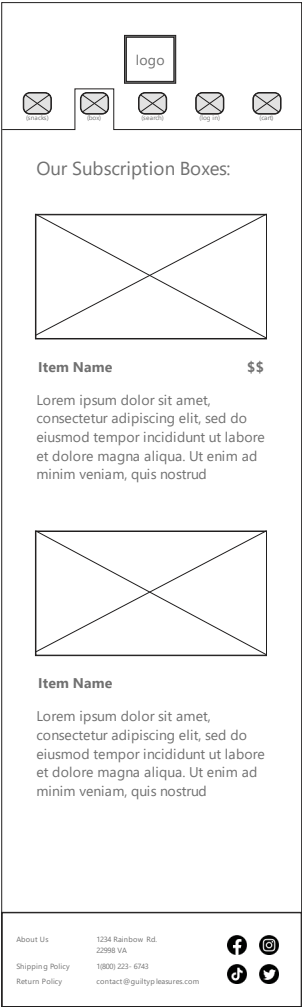 logo
(snacks) (box) (search) (log in) (cart)
Our Subscription Boxes:
Item Name $$
Lorem ipsum dolor sit amet,
consectetur adipiscing elit, sed do
eiusmod tempor incididunt ut labore
et dolore magna aliqua. Ut enim ad
minim veniam, quis nostrud
Item Name
Lorem ipsum dolor sit amet,
consectetur adipiscing elit, sed do
eiusmod tempor incididunt ut labore
et dolore magna aliqua. Ut enim ad
minim veniam, quis nostrud
About Us 1234 Rainbow Rd.
22998 VA
Shipping Policy 1(800) 223- 6743
Return Policy contact@guiltypleasures.com